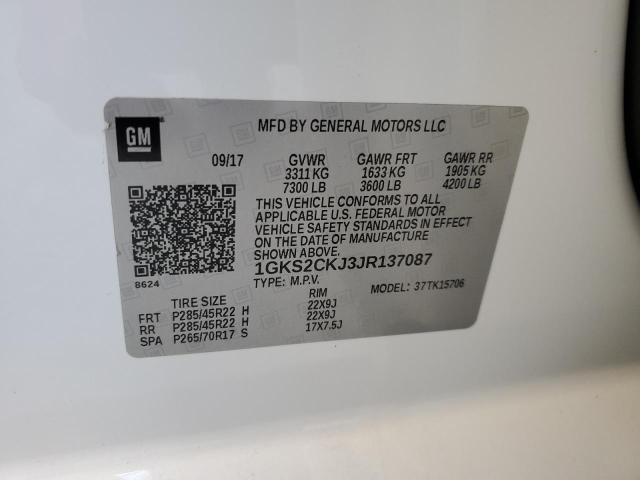 GM
MFD BY GENERAL MOTORS LLC
09/17 GVWR GAWR FRT GAWR RR
3311 KG 1633 KG 1905 KG
7300 LB 3600 LB 4200 LB
THIS VEHICLE CONFORMS TO ALL
APPLICABLE U.S. FEDERAL MOTOR
VEHICLE SAFETY STANDARDS IN EFFECT
ON THE DATE OF MANUFACTURE
SHOWN ABOVE.
1GKS2CKJ3JR137087
8624
TYPE: M.P.V. MODEL: 37TK15706
TIRE SIZE RIM
FRT P285/45R22 H 22X9J
RR P285/45R22 H 22X9J
SPA P265/70R17 S 17X7.5J